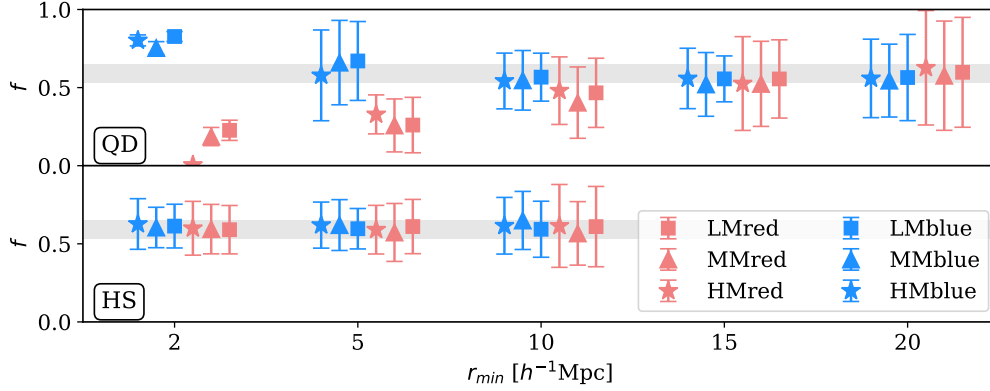 1.0
f
0.5
QD
0.0
f
0.5
LMred LMblue
MMred MMblue
HMred HMblue
HS
0.0
2 5 10 15 20
r_min [h⁻¹Mpc]